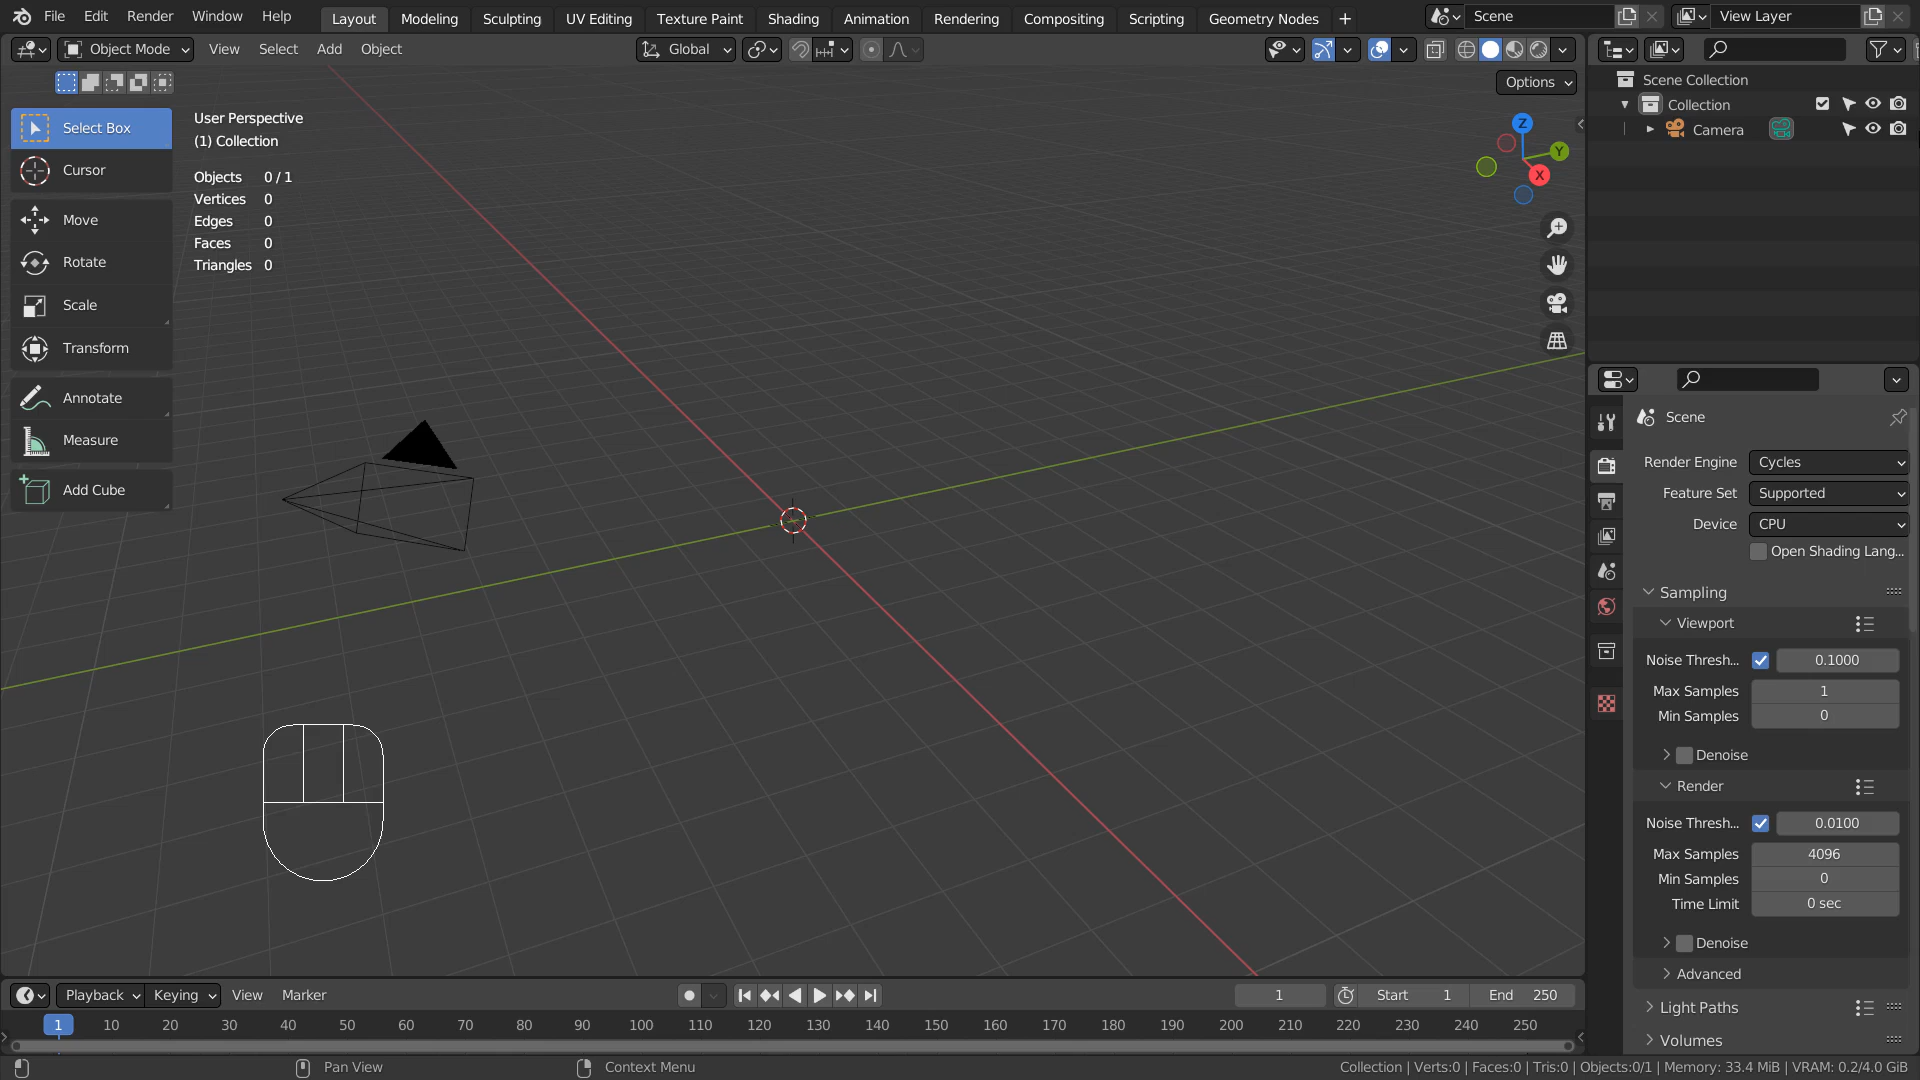 File Edit Render Window Help Layout Modeling Sculpting UV Editing Texture Paint Shading Animation Rendering Compositing Scripting Geometry Nodes + Scene View Layer
Object Mode View Select Add Object Global
Options
Select Box
Cursor
Move
Rotate
Scale
Transform
Annotate
Measure
Add Cube
User Perspective
(1) Collection
Objects 0 / 1
Vertices 0
Edges 0
Faces 0
Triangles 0
Z
Y
X
Scene Collection
Collection
Camera
Scene
Render Engine Cycles
Feature Set Supported
Device CPU
Open Shading Lang...
Sampling
Viewport
Noise Thresh... 0.1000
Max Samples 1
Min Samples 0
Denoise
Render
Noise Thresh... 0.0100
Max Samples 4096
Min Samples 0
Time Limit 0 sec
Denoise
Advanced
Light Paths
Volumes
Playback Keying View Marker 1 Start 1 End 250
1 10 20 30 40 50 60 70 80 90 100 110 120 130 140 150 160 170 180 190 200 210 220 230 240 250
Pan View Context Menu Collection | Verts:0 | Faces:0 | Tris:0 | Objects:0/1 | Memory: 33.4 MiB | VRAM: 0.2/4.0 GiB